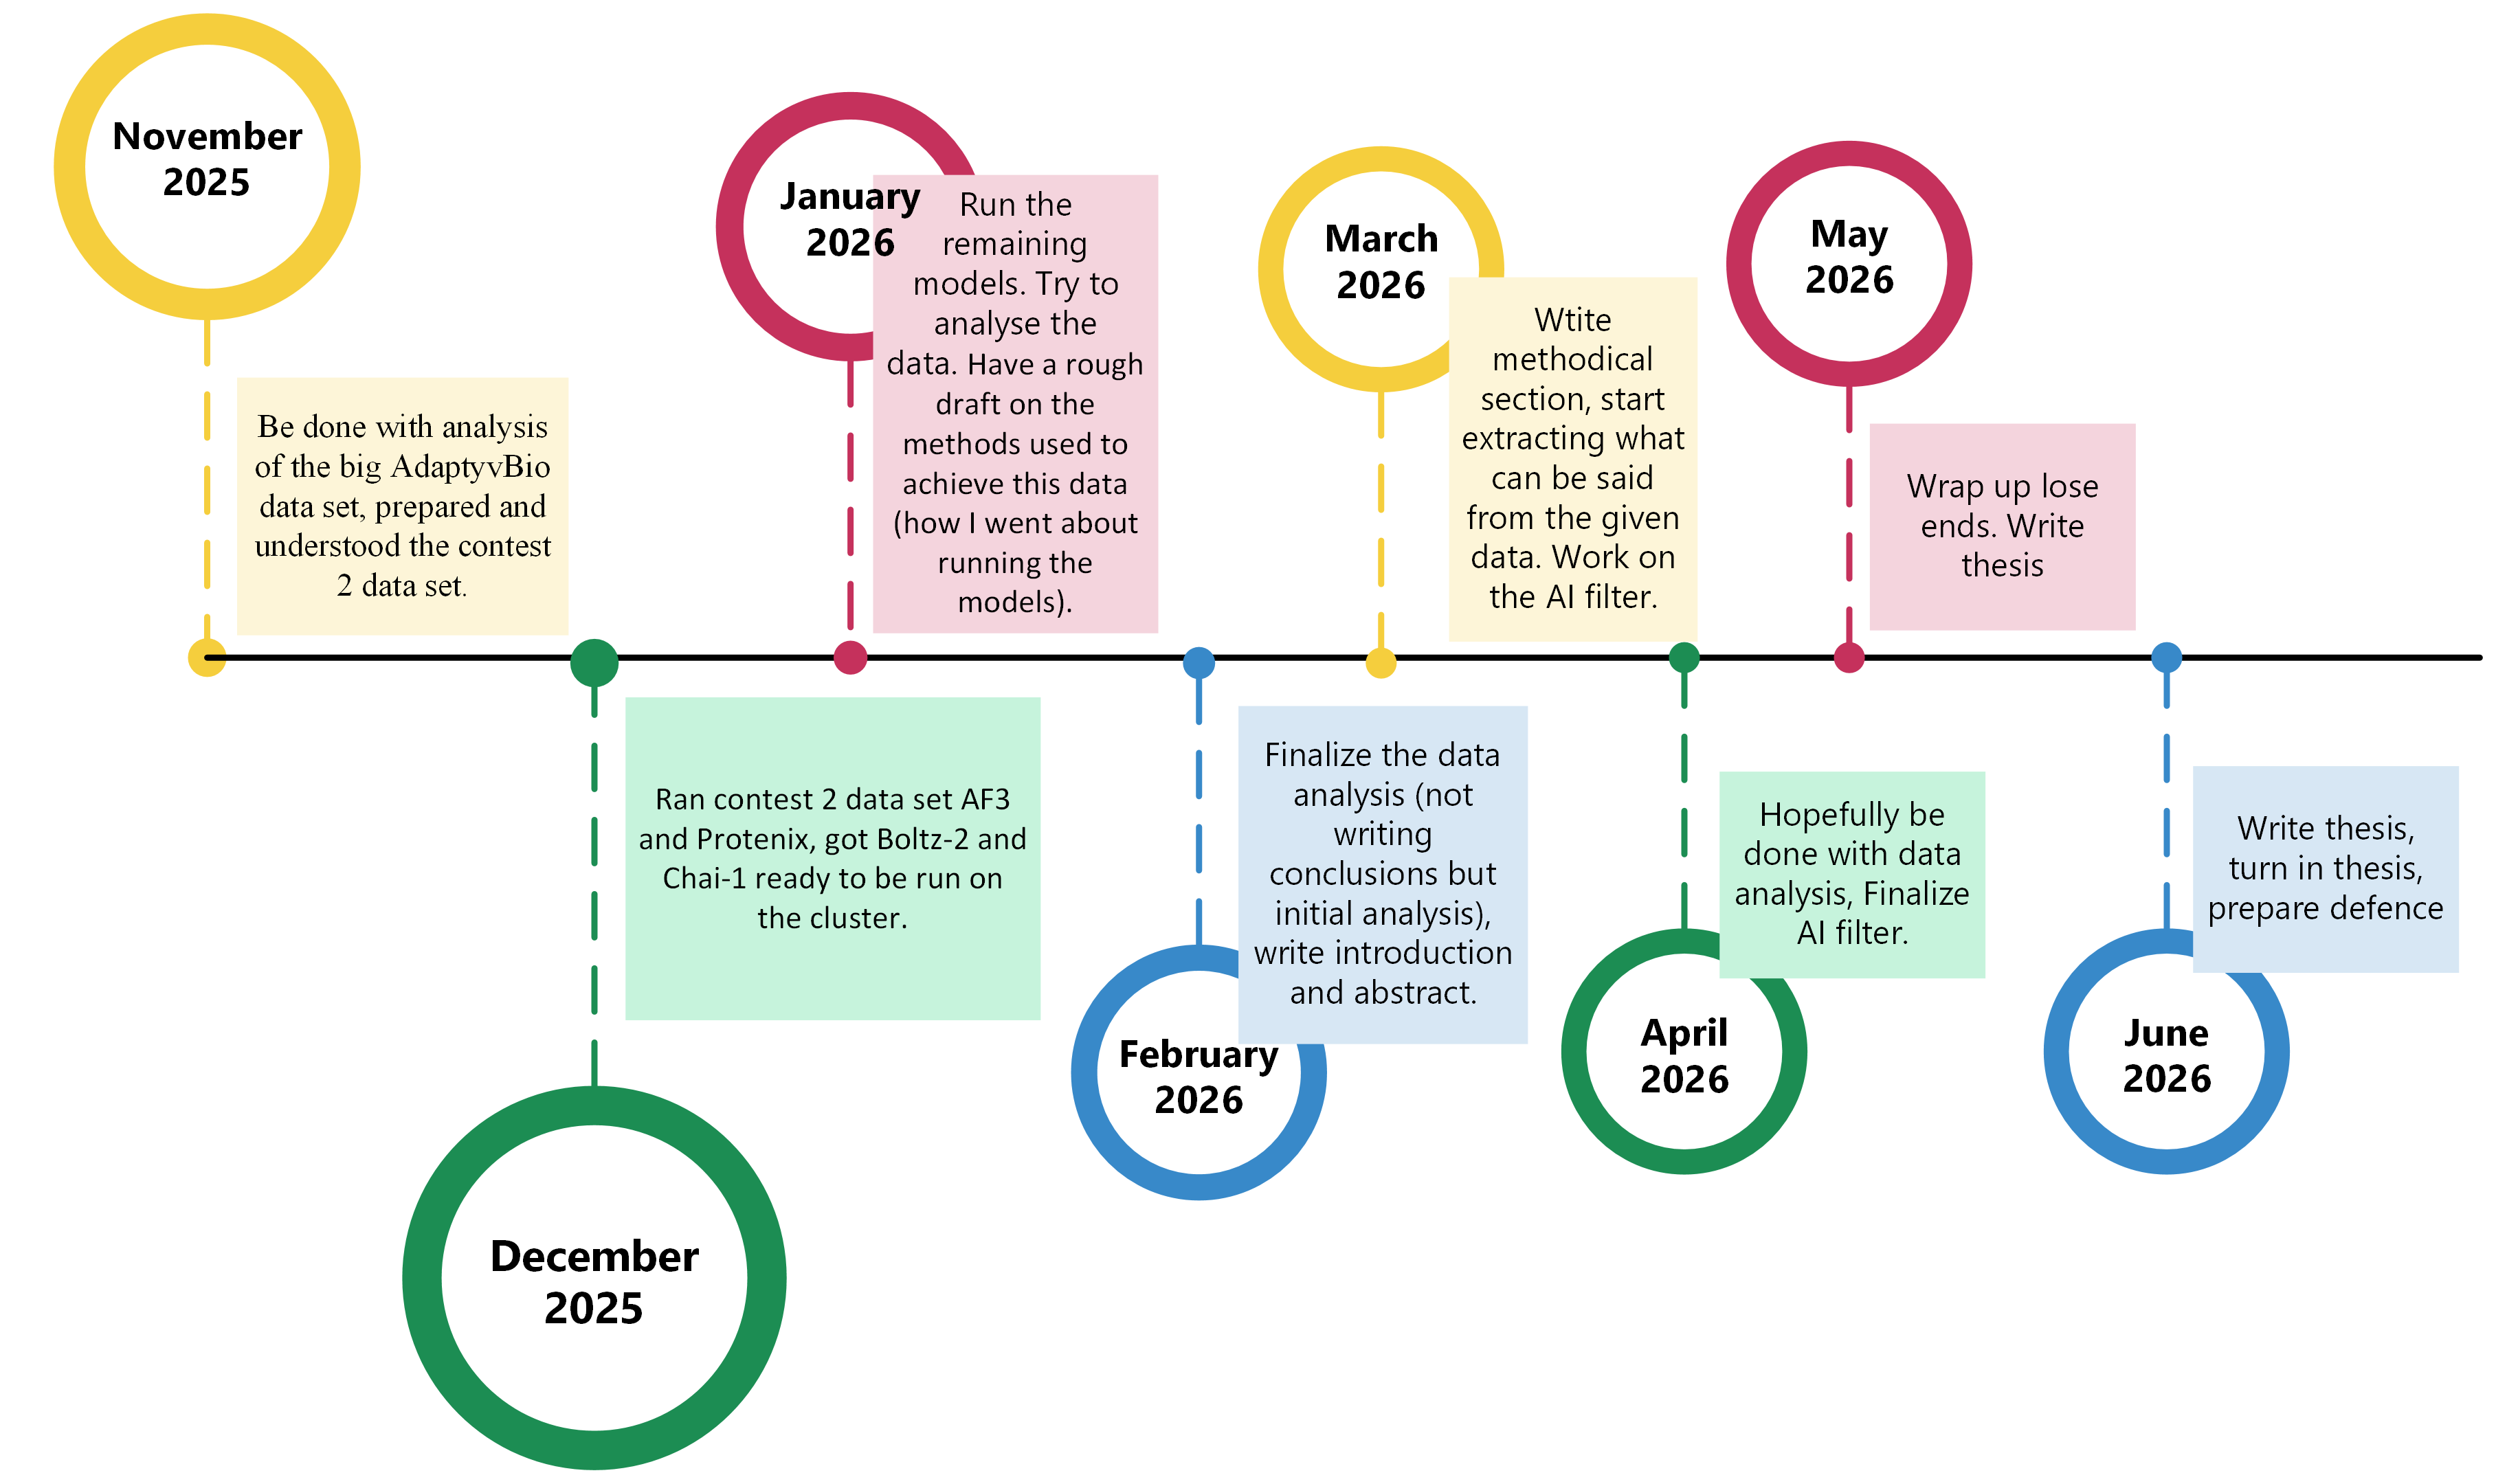 November
2025
Be done with analysis
of the big AdaptyvBio
data set, prepared and
understood the contest
2 data set.
December
2025
Ran contest 2 data set AF3
and Protenix, got Boltz-2 and
Chai-1 ready to be run on
the cluster.
January
2026
Run the
remaining
models. Try to
analyse the
data. Have a rough
draft on the
methods used to
achieve this data
(how I went about
running the
models).
February
2026
Finalize the data
analysis (not
writing
conclusions but
initial analysis),
write introduction
and abstract.
March
2026
Wtite
methodical
section, start
extracting what
can be said
from the given
data. Work on
the AI filter.
April
2026
Hopefully be
done with data
analysis, Finalize
AI filter.
May
2026
Wrap up lose
ends. Write
thesis
June
2026
Write thesis,
turn in thesis,
prepare defence